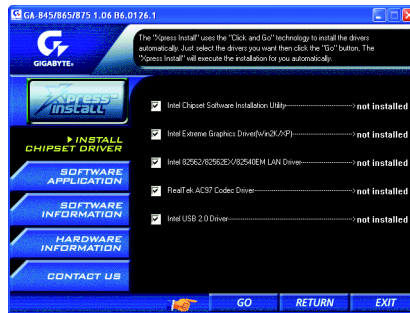 GA-845/865/875 1.06 B6.0126.1
GIGABYTE
The "Xpress Install" uses the "Click and Go" technology to install the drivers
automatically. Just select the drivers you want then click the "Go" button. The
"Xpress Install" will execute the installation for you automatically.
Xpress
Install
INSTALL
CHIPSET DRIVER
SOFTWARE
APPLICATION
SOFTWARE
INFORMATION
HARDWARE
INFORMATION
CONTACT US
Intel Chipset Software Installation Utility----------------------> not installed
Intel Extreme Graphics Driver(Win2K/XP)----------------------> not installed
Intel 82562/82562EX/82540EM LAN Driver----------------------> not installed
RealTek AC97 Codec Driver----------------------> not installed
Intel USB 2.0 Driver----------------------> not installed
GO RETURN EXIT